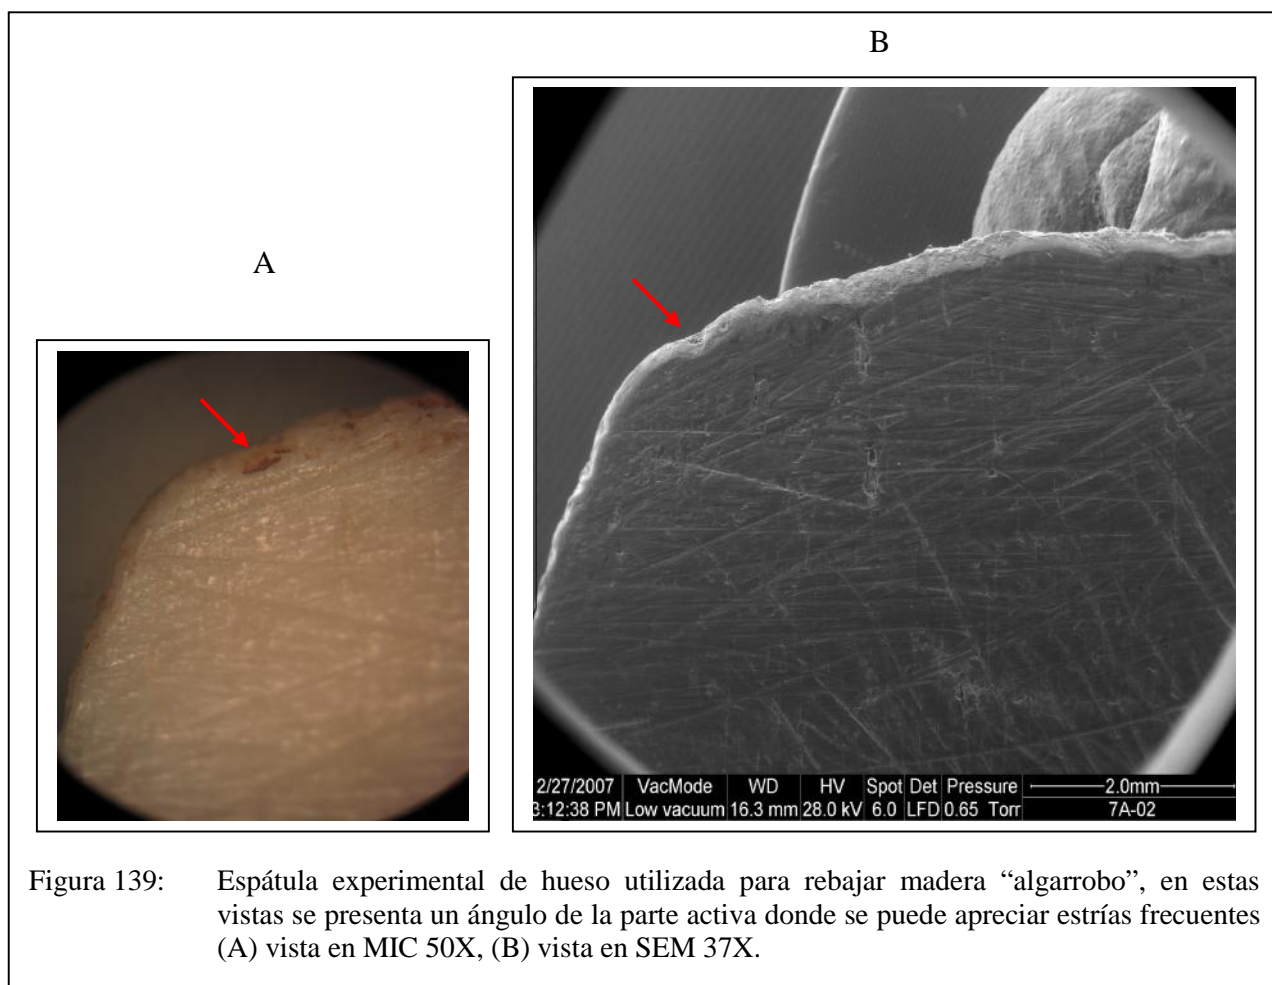 B
A
2/27/2007 VacMode WD HV Spot Det Pressure 2.0mm
3:12:38 PM Low vacuum 16.3 mm 28.0 kV 6.0 LFD 0.65 Torr 7A-02
Figura 139: Espátula experimental de hueso utilizada para rebajar madera “algarrobo”, en estas
vistas se presenta un ángulo de la parte activa donde se puede apreciar estrías frecuentes
(A) vista en MIC 50X, (B) vista en SEM 37X.